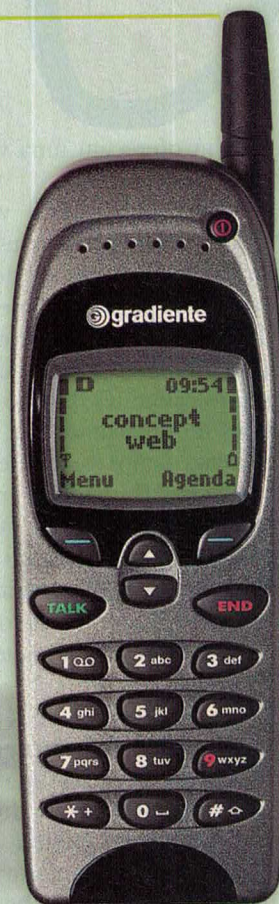 gradiente
D 09:54
concept
web
Menu Agenda
TALK END
1 2 abc 3 def
4 ghi 5 jkl 6 mno
7 pqrs 8 tuv 9 wxyz
* + 0 #